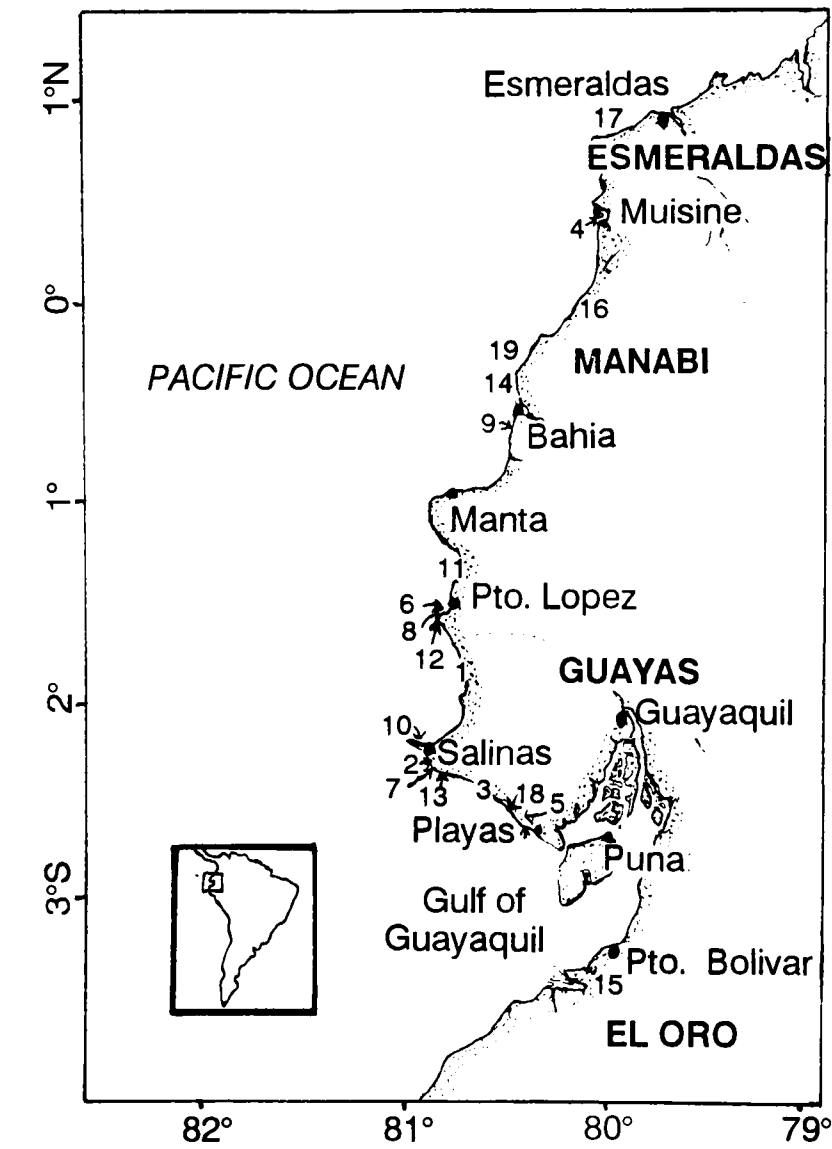 Esmeraldas
1°N
17
ESMERALDAS
Muisine
4
0°
16
19
MANABI
PACIFIC OCEAN
14
9
Bahia
1°
Manta
11
6
Pto. Lopez
8
12
1
GUAYAS
2°
Guayaquil
10
Salinas
2
7
13
3
18
5
Playas
Puna
3°S
Gulf of
Guayaquil
Pto. Bolivar
15
EL ORO
82°
81°
80°
79°